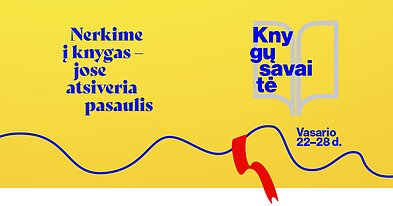 Nerkime
į knygas –
jose
atsiveria
pasaulis
Kny
gų
savai
tė
Vasario
22–28 d.